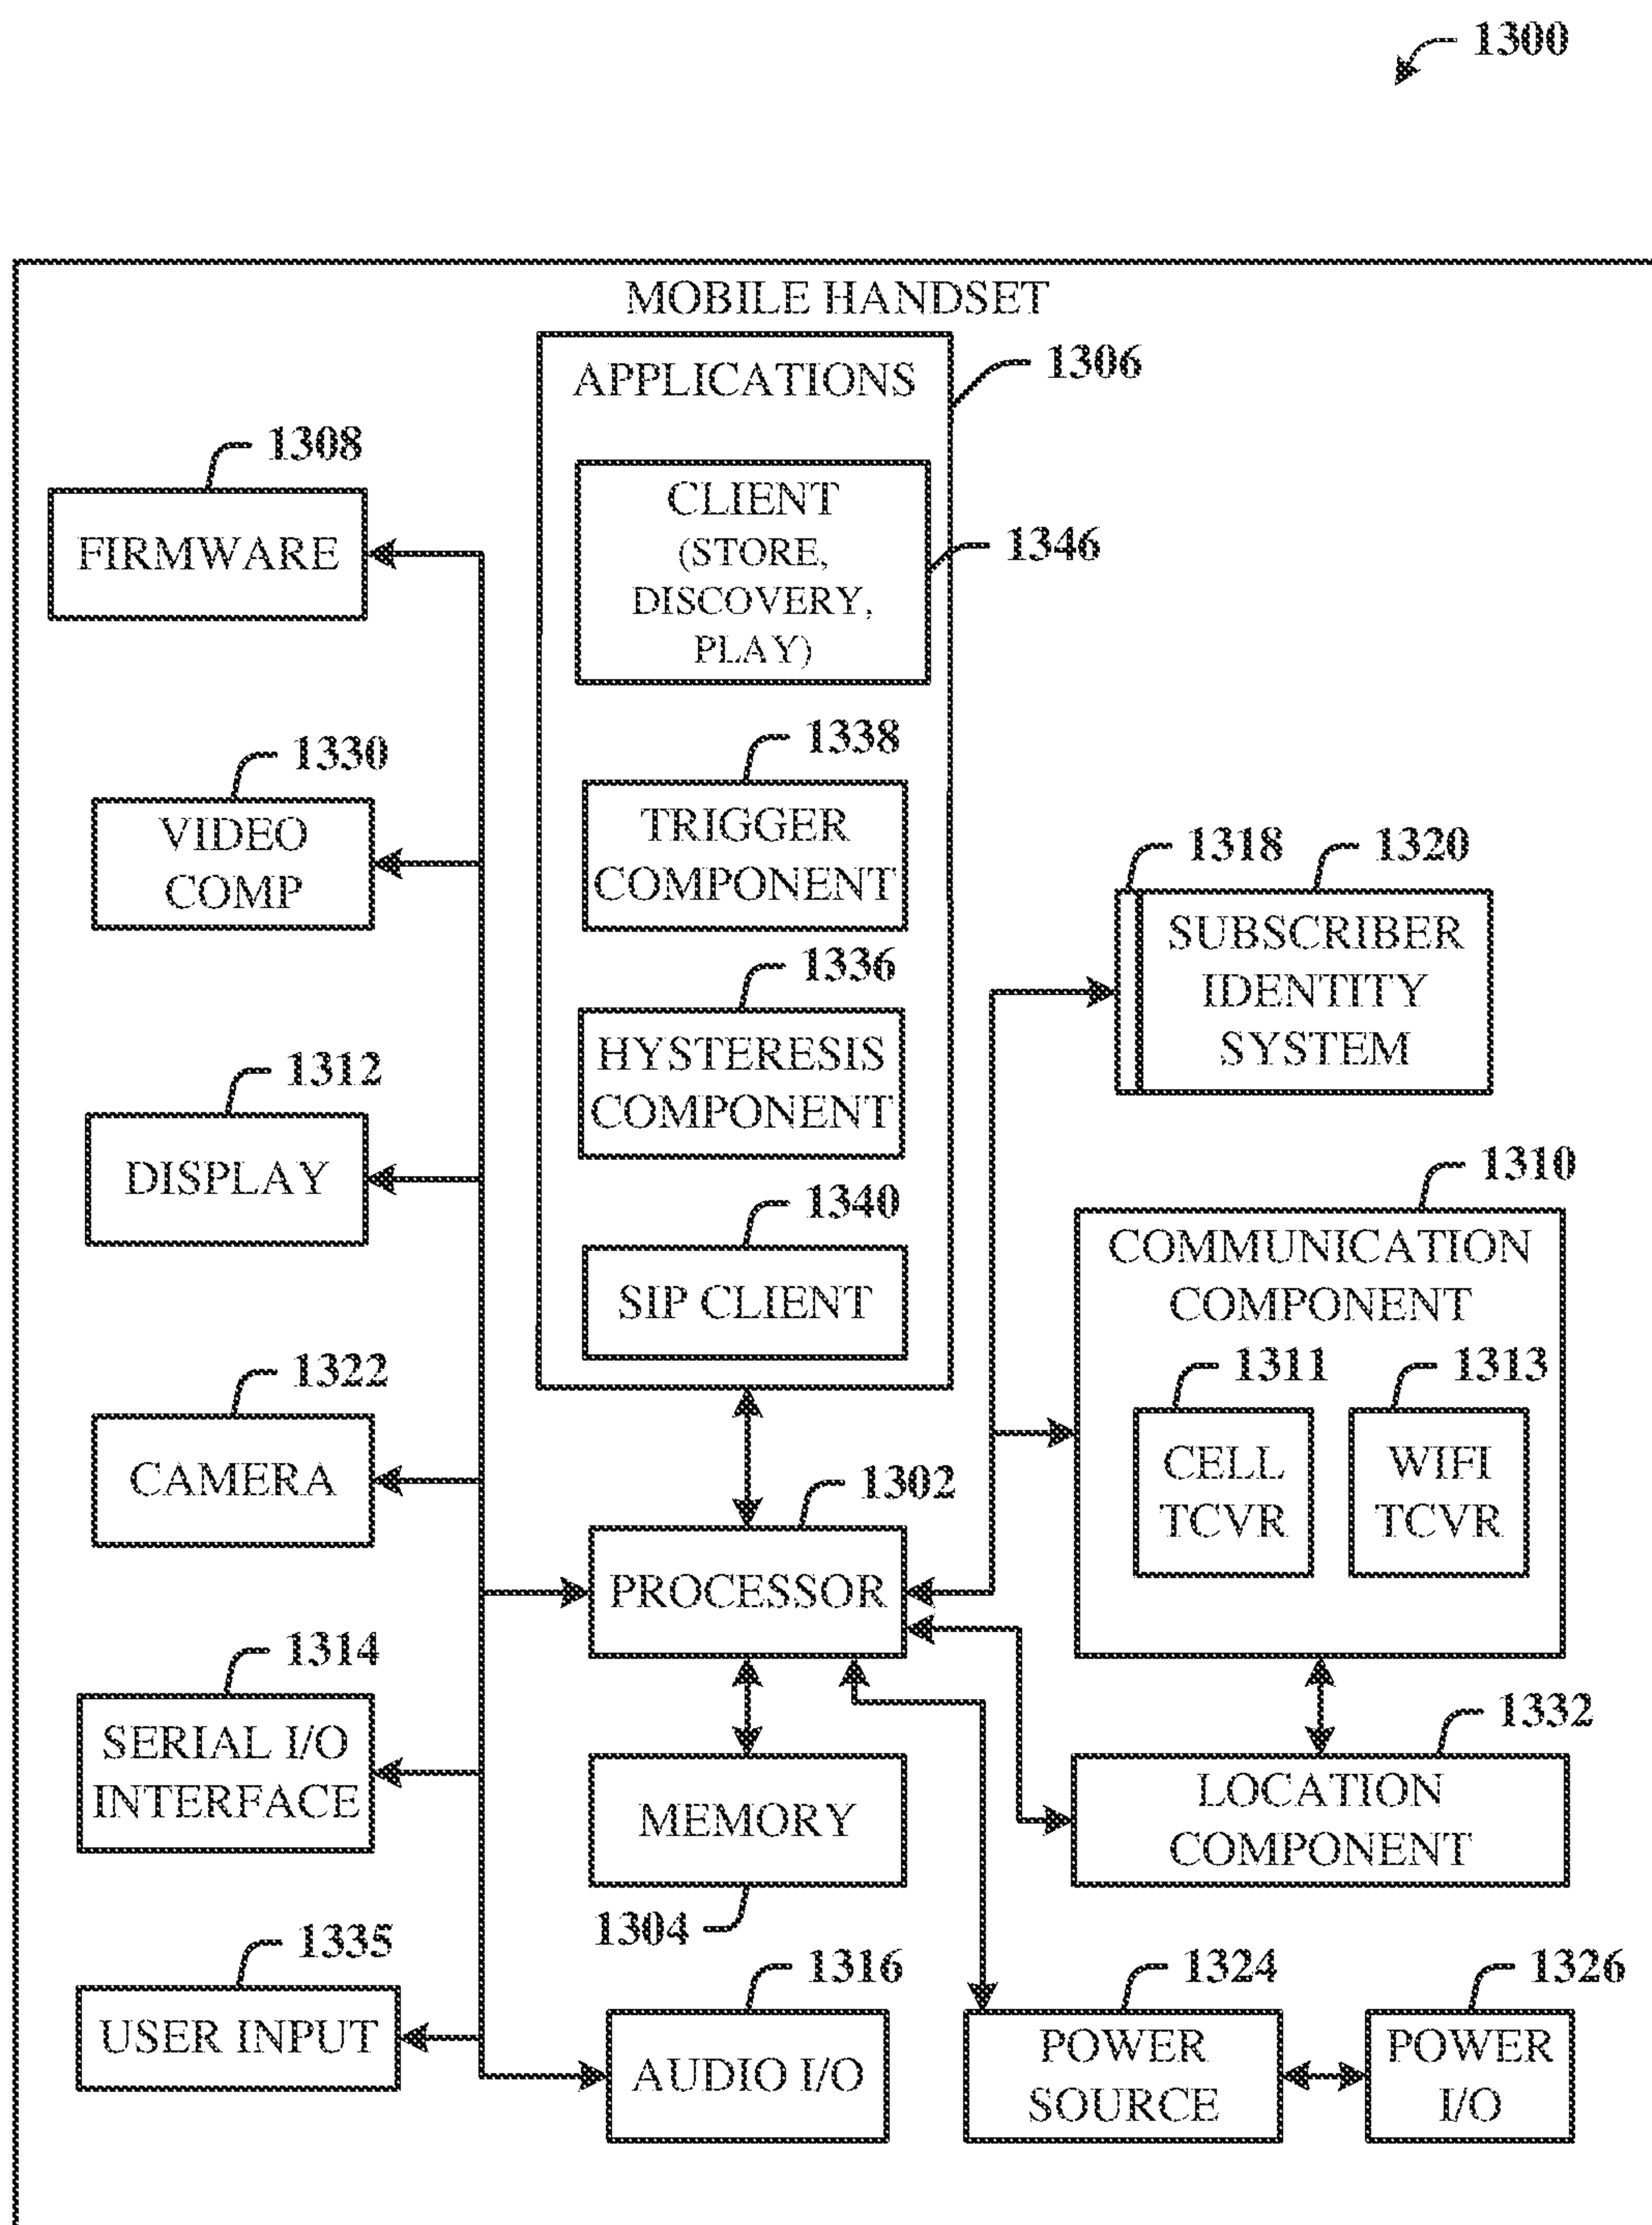 1300
MOBILE HANDSET
APPLICATIONS
1306
CLIENT
(STORE,
DISCOVERY,
PLAY)
1346
1338
TRIGGER
COMPONENT
1336
HYSTERESIS
COMPONENT
1340
SIP CLIENT
1308
FIRMWARE
1330
VIDEO
COMP
1312
DISPLAY
1322
CAMERA
1314
SERIAL I/O
INTERFACE
1335
USER INPUT
1302
PROCESSOR
MEMORY
1304
1316
AUDIO I/O
1318
1320
SUBSCRIBER
IDENTITY
SYSTEM
1310
COMMUNICATION
COMPONENT
1311
CELL
TCVR
1313
WIFI
TCVR
1332
LOCATION
COMPONENT
1324
POWER
SOURCE
1326
POWER
I/O